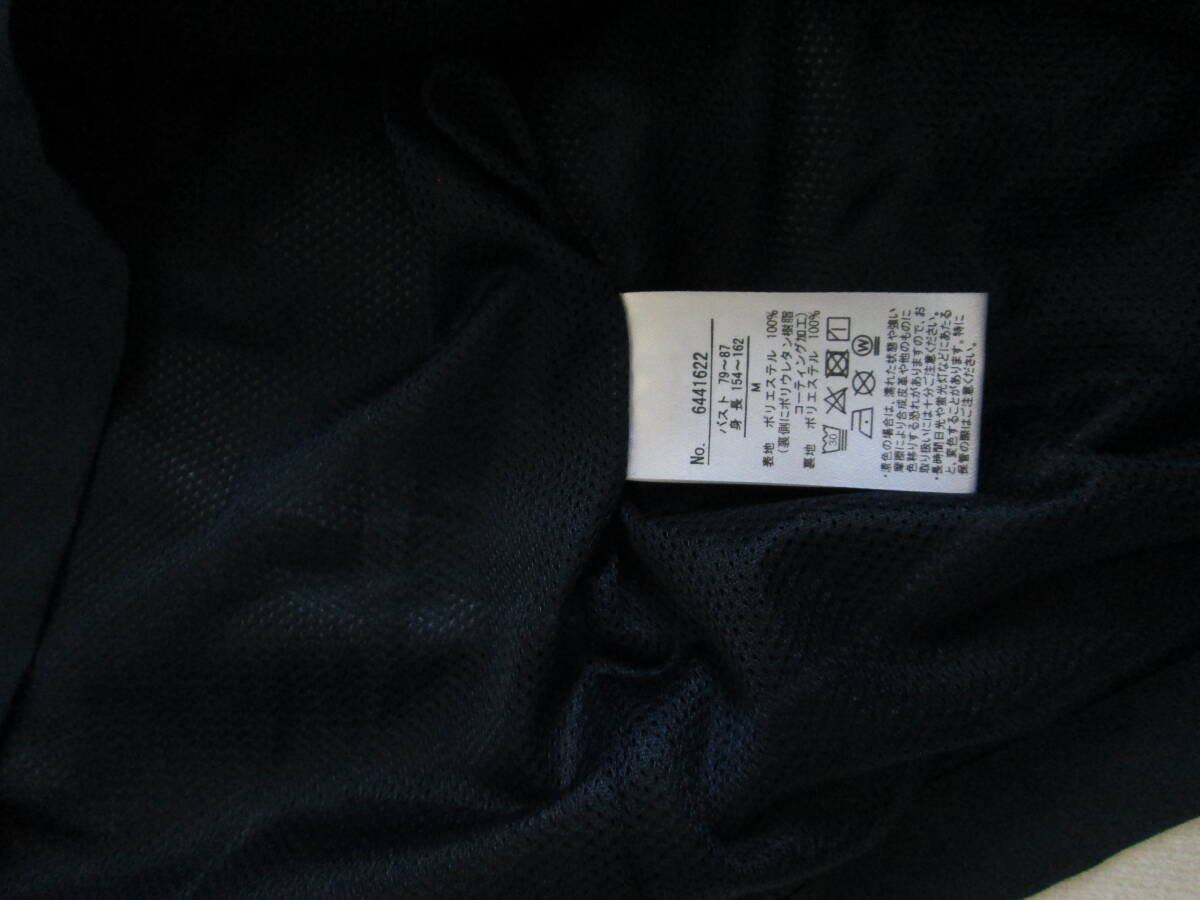 No. 6441622
バスト 79～87
身 長 154～162
M
表地 ポリエステル 100%
(裏側にポリウレタン樹脂
コーティング加工)
裏地 ポリエステル 100%
30
W
・濃色の場合は、濡れた状態や強い
摩擦により合成皮革や他のものに
色移りする恐れがありますので、お
取り扱いには十分ご注意ください。
・長時間日光や蛍光灯などにあたる
と、変色することがあります。特に
保管の際はご注意ください。